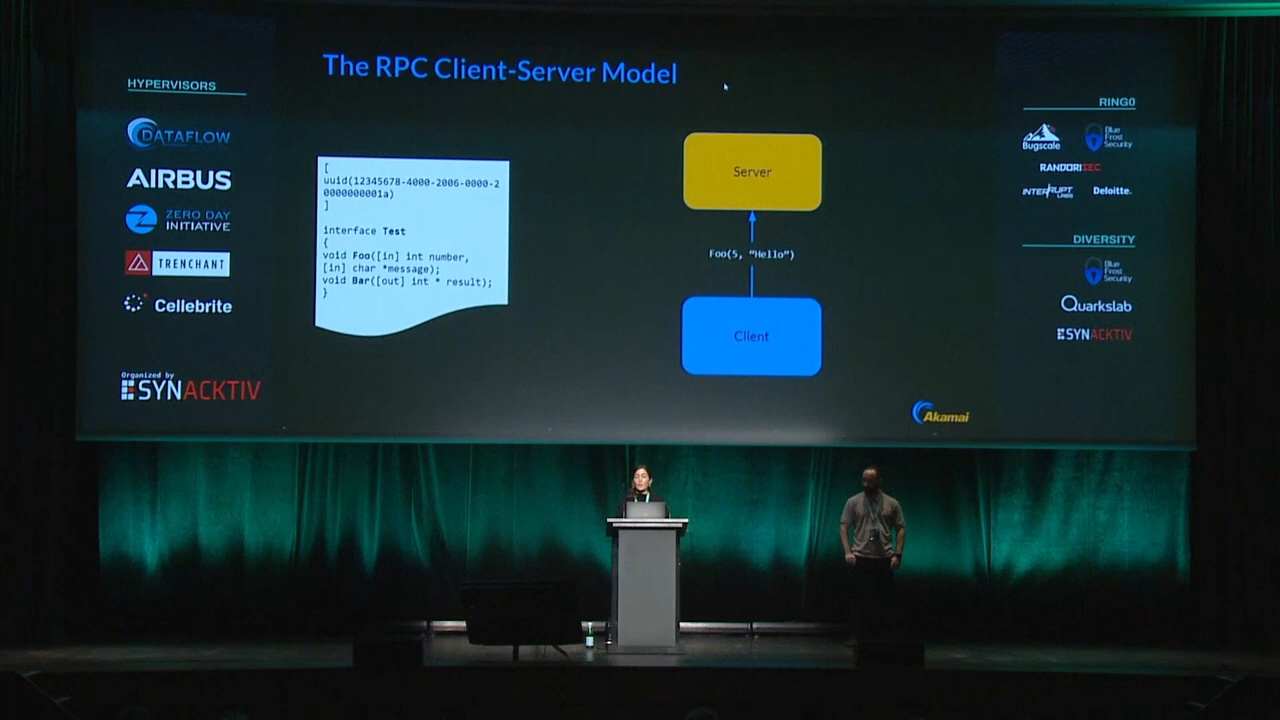 The RPC Client-Server Model
HYPERVISORS
DATAFLOW
AIRBUS
ZERO DAY
INITIATIVE
TRENCHANT
Cellebrite
Organized by
SYNACKTIV
[
uuid(12345678-4000-2006-0000-2
0000000001a)
]
interface Test
{
void Foo([in] int number,
[in] char *message);
void Bar([out] int * result);
}
Server
Foo(5, “Hello”)
Client
Akamai
RING0
Bugscale
Blue
Frost
Security
RANDORISEC
INTERRUPT
LABS
Deloitte.
DIVERSITY
Blue
Frost
Security
Quarkslab
SYNACKTIV